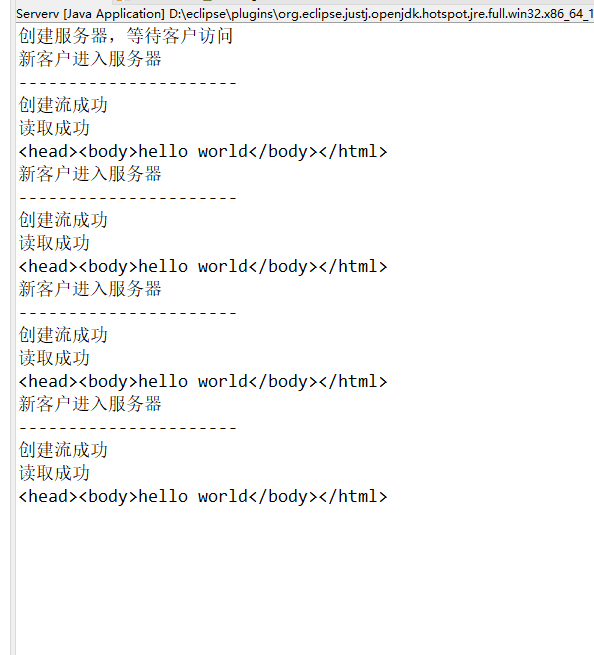 Serverv [Java Application] D:\eclipse\plugins\org.eclipse.justj.openjdk.hotspot.jre.full.win32.x86_64_1
创建服务器，等待客户访问
新客户进入服务器
----------------------
创建流成功
读取成功
<head><body>hello world</body></html>
新客户进入服务器
----------------------
创建流成功
读取成功
<head><body>hello world</body></html>
新客户进入服务器
----------------------
创建流成功
读取成功
<head><body>hello world</body></html>
新客户进入服务器
----------------------
创建流成功
读取成功
<head><body>hello world</body></html>